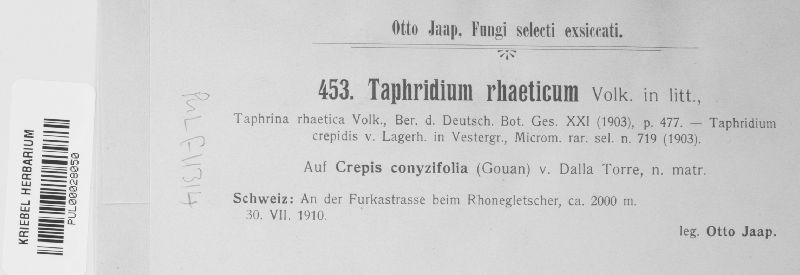 Otto Jaap, Fungi selecti exsiccati.
453. Taphridium rhaeticum Volk. in litt.,
Taphrina rhaetica Volk., Ber. d. Deutsch. Bot. Ges. XXI (1903), p. 477. — Taphridium
crepidis v. Lagerh. in Vestergr., Microm. rar. sel. n. 719 (1903).
Auf Crepis conyzifolia (Gouan) v. Dalla Torre, n. matr.
Schweiz: An der Furkastrasse beim Rhonegletscher, ca. 2000 m.
30. VII. 1910.
leg. Otto Jaap.
KRIEBEL HERBARIUM
PUL00028050
PUL F11314